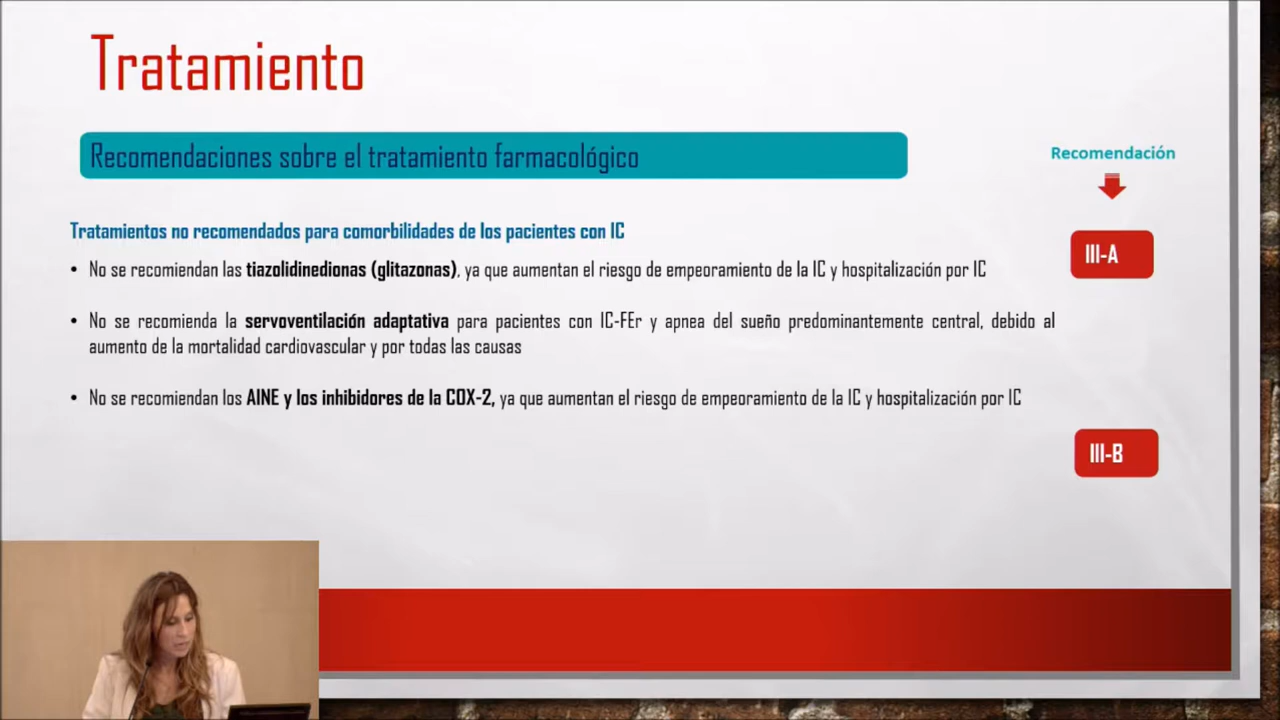 Tratamiento
Recomendaciones sobre el tratamiento farmacológico
Recomendación
Tratamientos no recomendados para comorbilidades de los pacientes con IC
• No se recomiendan las tiazolidinedionas (glitazonas), ya que aumentan el riesgo de empeoramiento de la IC y hospitalización por IC
III-A
• No se recomienda la servoventilación adaptativa para pacientes con IC-FEr y apnea del sueño predominantemente central, debido al
aumento de la mortalidad cardiovascular y por todas las causas
• No se recomiendan los AINE y los inhibidores de la COX-2, ya que aumentan el riesgo de empeoramiento de la IC y hospitalización por IC
III-B